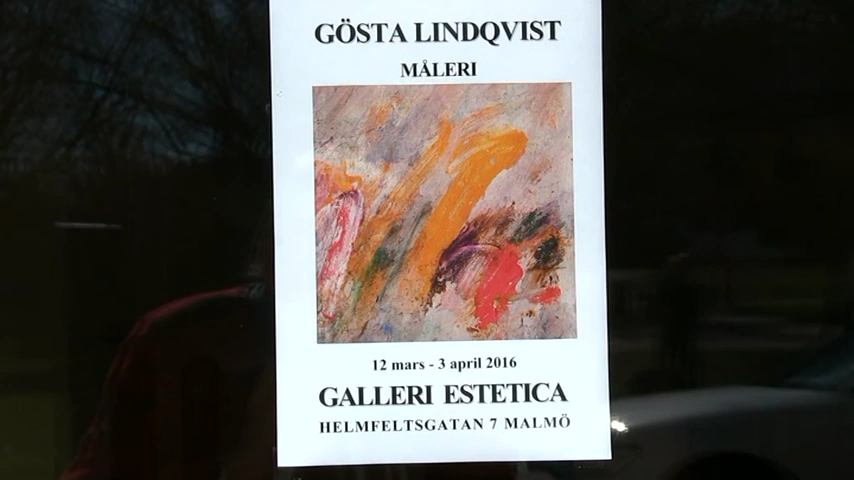 GÖSTA LINDQVIST
MÅLERI
12 mars - 3 april 2016
GALLERI ESTETICA
HELMFELTSGATAN 7 MALMÖ